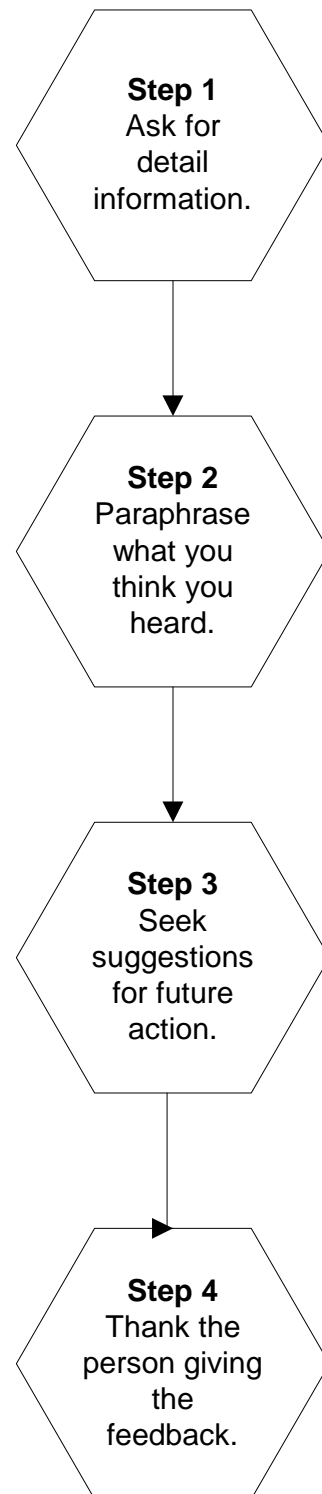 Step 1
Ask for
detail
information.
Step 2
Paraphrase
what you
think you
heard.
Step 3
Seek
suggestions
for future
action.
Step 4
Thank the
person giving
the
feedback.